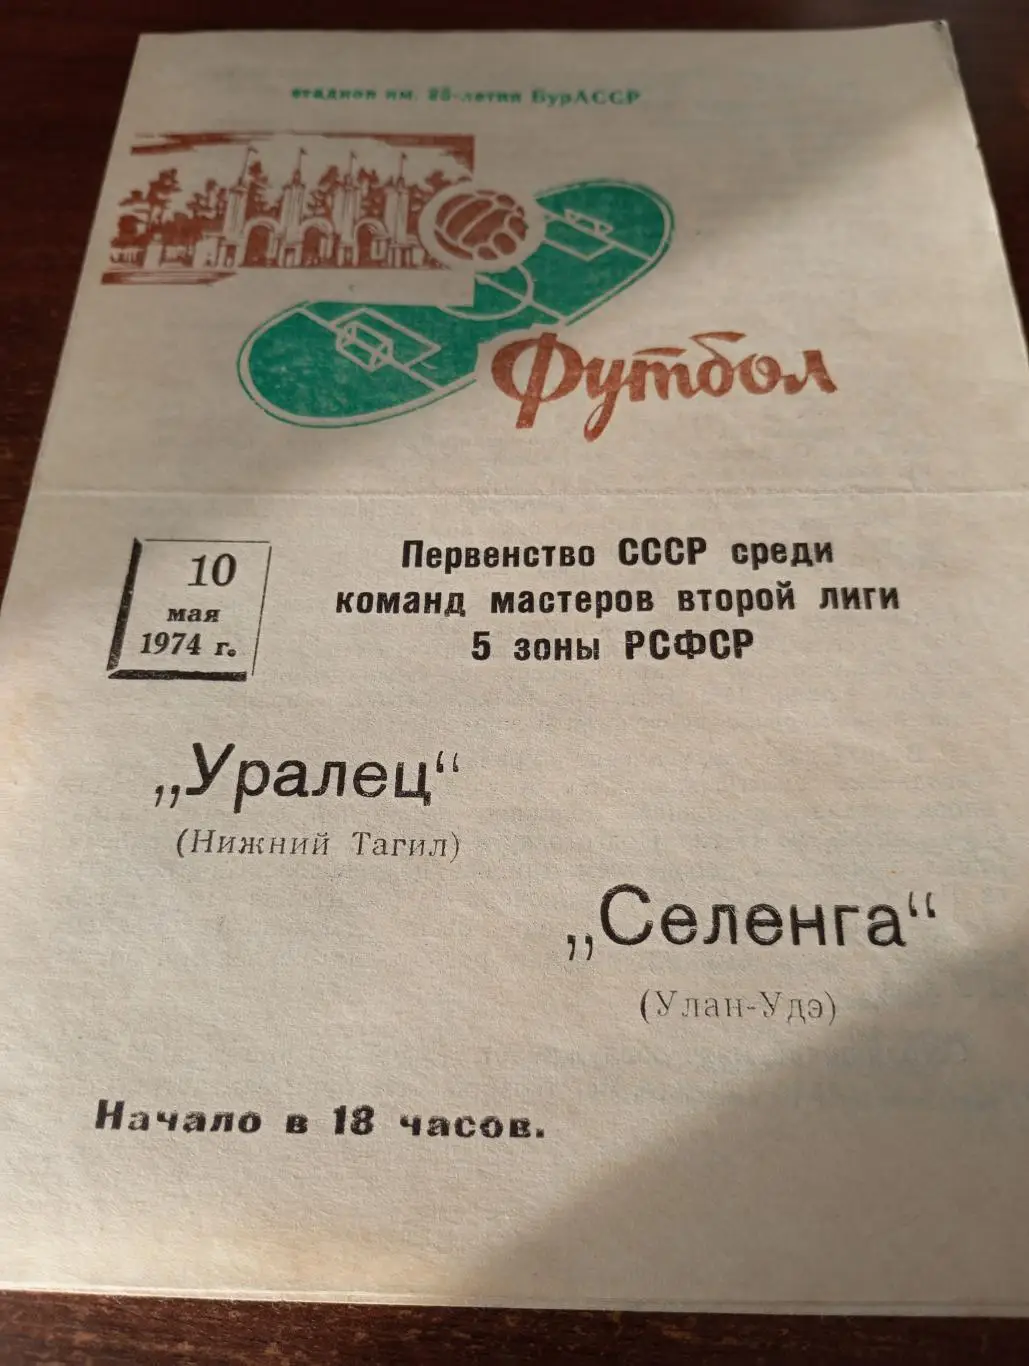 стадион им. 25-летия БурАССР
Футбол
10
мая
1974 г.
Первенство СССР среди
команд мастеров второй лиги
5 зоны РСФСР
„Уралец“
(Нижний Тагил)
„Селенга“
(Улан-Удэ)
Начало в 18 часов.